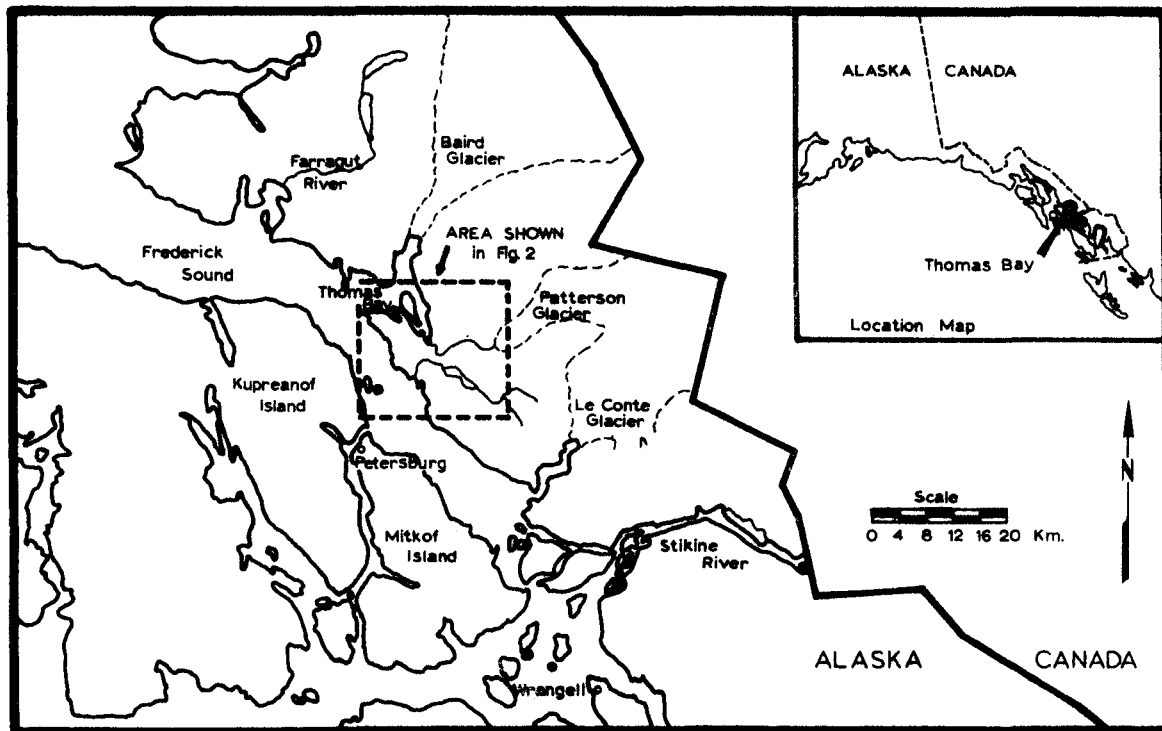 Farragut
River
Baird
Glacier
AREA SHOWN
in Fig. 2
Frederick
Sound
Thomas
Bay
Patterson
Glacier
Kupreanof
Island
Le Conte
Glacier
Petersburg
Mitkof
Island
Stikine
River
Wrangell
ALASKA
CANADA
Scale
0 4 8 12 16 20 Km.
N
ALASKA
CANADA
Thomas Bay
Location Map